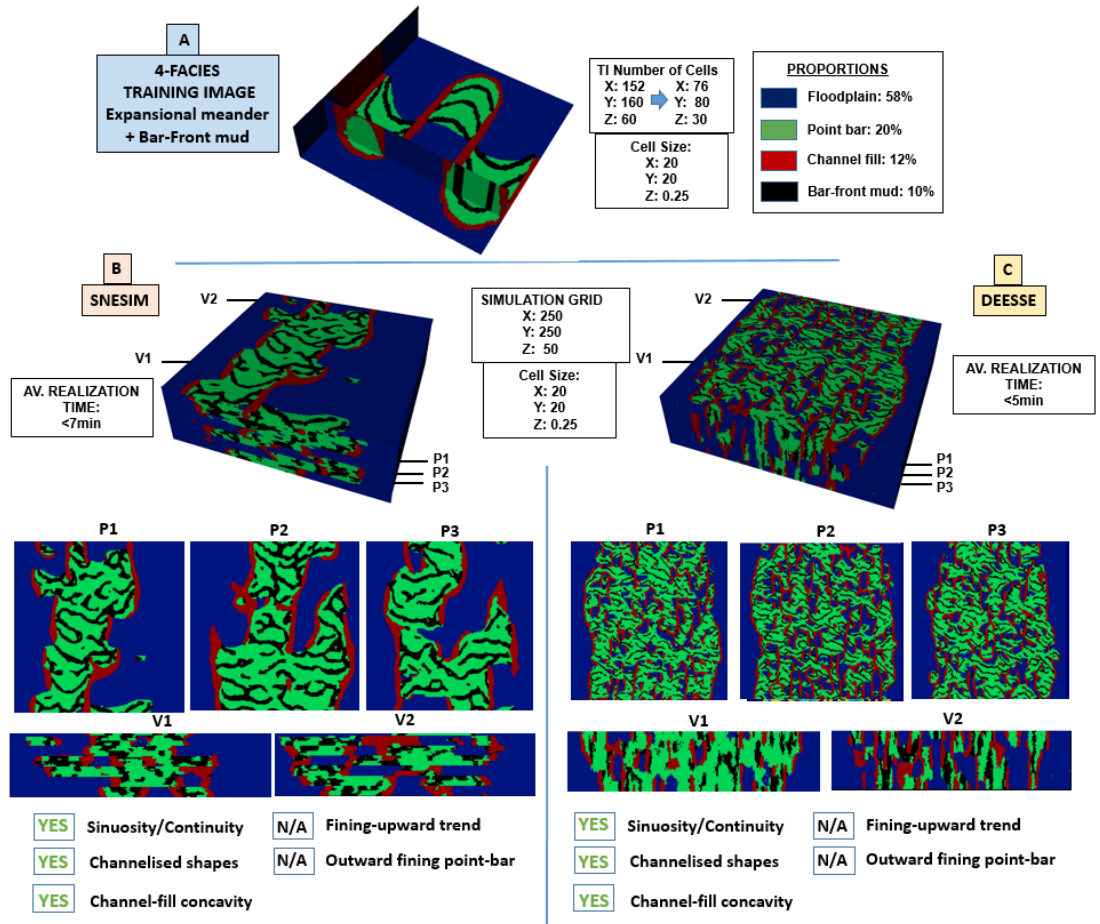 A
4-FACIES
TRAINING IMAGE
Expansional meander
+ Bar-Front mud
TI Number of Cells
X: 152 X: 76
Y: 160 Y: 80
Z: 60 Z: 30
Cell Size:
X: 20
Y: 20
Z: 0.25
PROPORTIONS
Floodplain: 58%
Point bar: 20%
Channel fill: 12%
Bar-front mud: 10%
B
SNESIM
V2
V1
AV. REALIZATION
TIME:
<7min
P1
P2
P3
SIMULATION GRID
X: 250
Y: 250
Z: 50
Cell Size:
X: 20
Y: 20
Z: 0.25
C
DEESSE
V2
V1
AV. REALIZATION
TIME:
<5min
P1
P2
P3
P1 P2 P3
V1 V2
YES Sinuosity/Continuity N/A Fining-upward trend
YES Channelised shapes N/A Outward fining point-bar
YES Channel-fill concavity
P1 P2 P3
V1 V2
YES Sinuosity/Continuity N/A Fining-upward trend
YES Channelised shapes N/A Outward fining point-bar
YES Channel-fill concavity